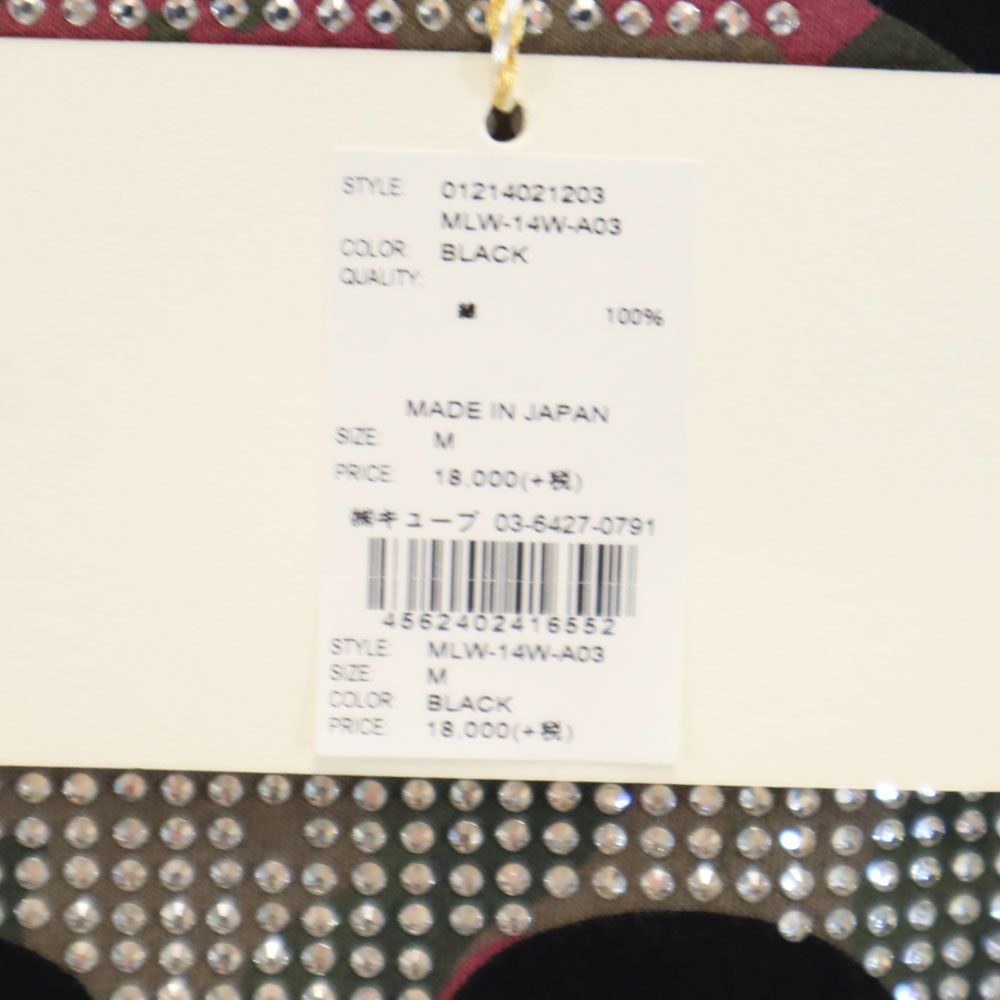 STYLE: 01214021203
MLW-14W-A03
COLOR: BLACK
QUALITY:
100%
MADE IN JAPAN
SIZE: M
PRICE: 18,000(+税)
㈱キューブ 03-6427-0791
4562402416552
STYLE: MLW-14W-A03
SIZE: M
COLOR: BLACK
PRICE: 18,000(+税)